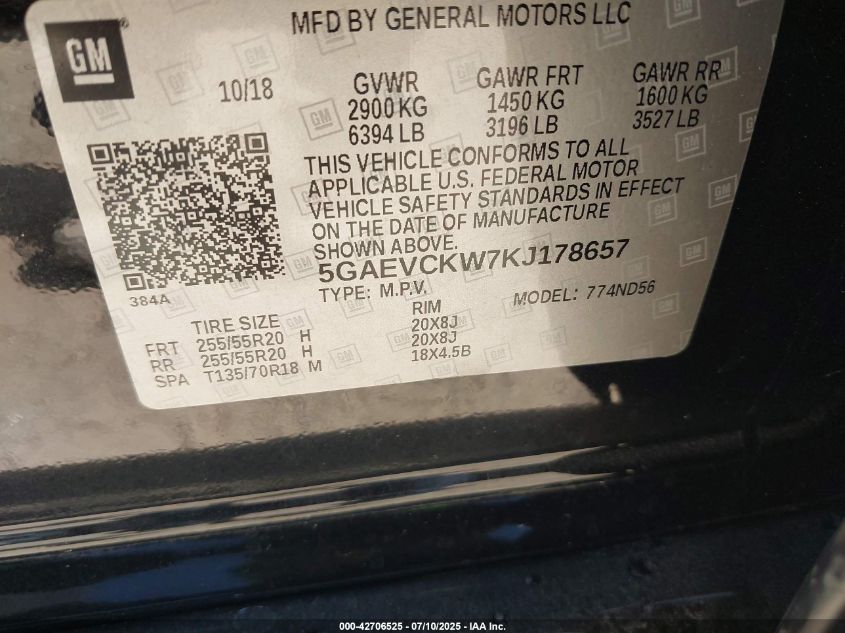 MFD BY GENERAL MOTORS LLC
GM
10/18
GVWR GAWR FRT GAWR RR
2900 KG 1450 KG 1600 KG
6394 LB 3196 LB 3527 LB
THIS VEHICLE CONFORMS TO ALL
APPLICABLE U.S. FEDERAL MOTOR
VEHICLE SAFETY STANDARDS IN EFFECT
ON THE DATE OF MANUFACTURE
SHOWN ABOVE.
5GAEVCKW7KJ178657
384A
TYPE: M.P.V. MODEL: 774ND56
TIRE SIZE RIM
FRT 255/55R20 H 20X8J
RR 255/55R20 H 20X8J
SPA T135/70R18 M 18X4.5B
000-42706525 - 07/10/2025 - IAA Inc.